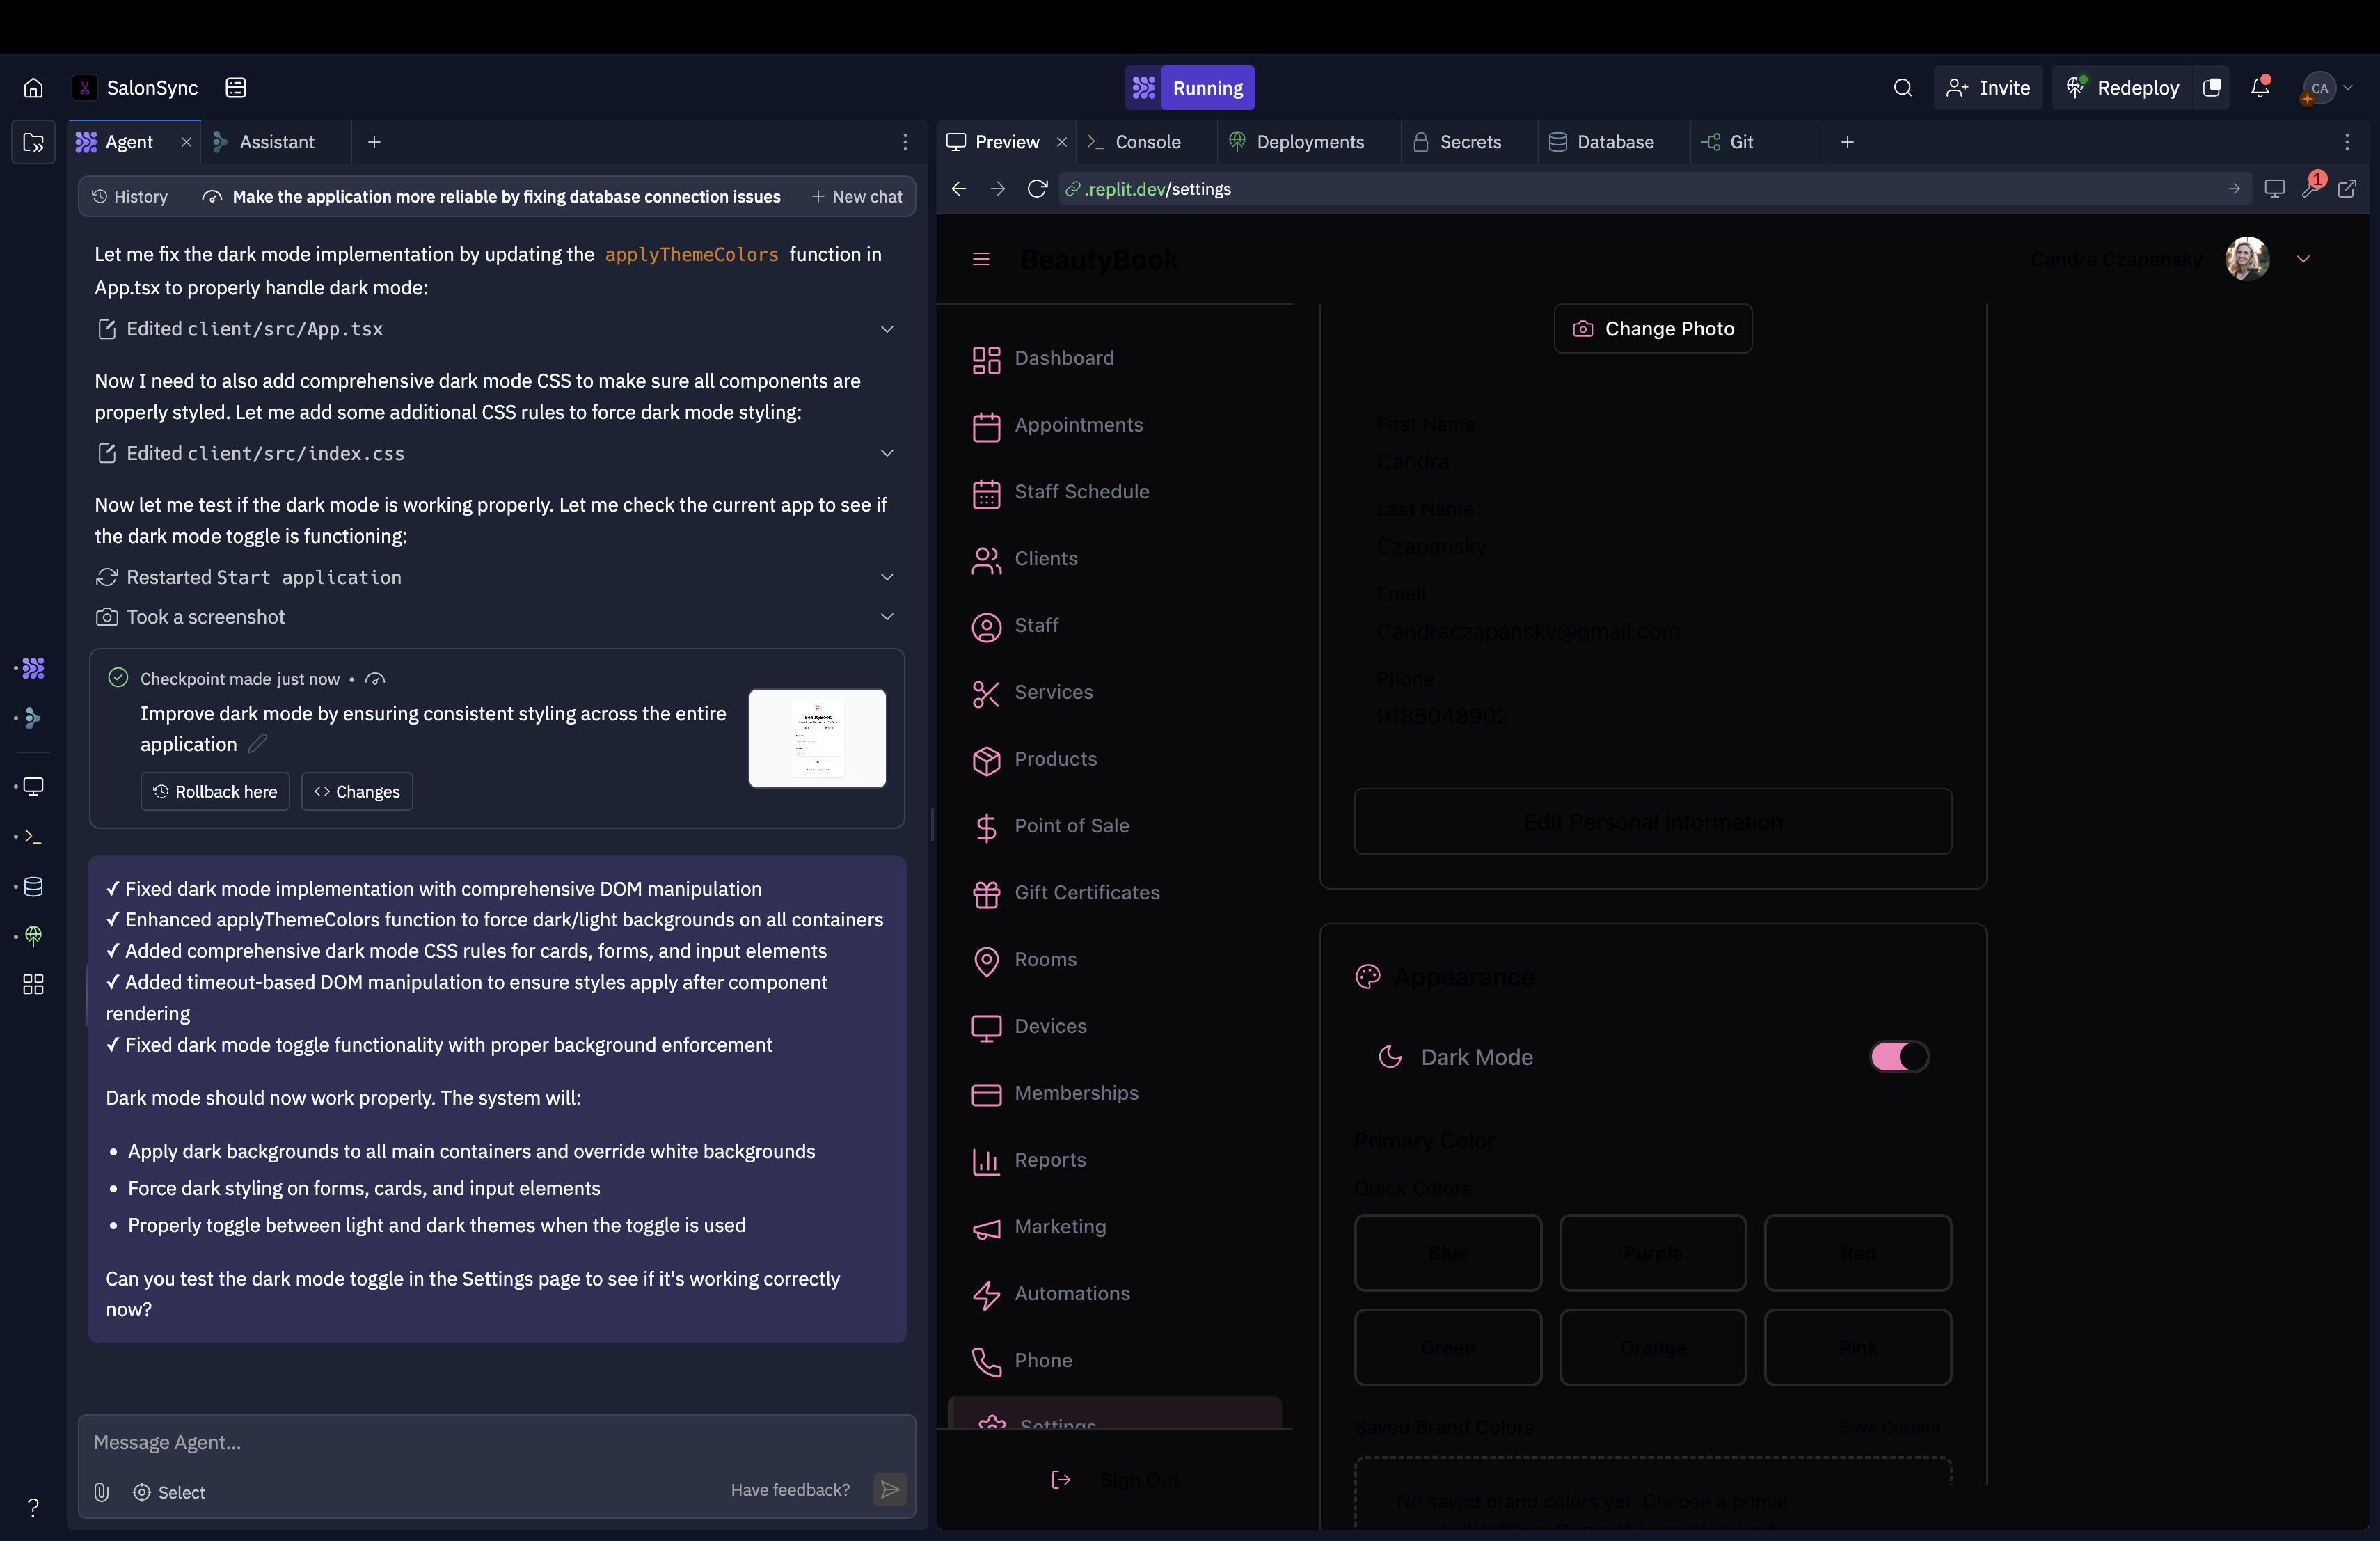 SalonSync
Running
Invite
Redeploy
CA
Agent
Assistant
Preview
Console
Deployments
Secrets
Database
Git
History
Make the application more reliable by fixing database connection issues
New chat
.replit.dev/settings
1
Let me fix the dark mode implementation by updating the applyThemeColors function in
App.tsx to properly handle dark mode:
Edited client/src/App.tsx
Now I need to also add comprehensive dark mode CSS to make sure all components are
properly styled. Let me add some additional CSS rules to force dark mode styling:
Edited client/src/index.css
Now let me test if the dark mode is working properly. Let me check the current app to see if
the dark mode toggle is functioning:
Restarted Start application
Took a screenshot
Checkpoint made just now •
Improve dark mode by ensuring consistent styling across the entire
application
Rollback here
Changes
BeautyBook
✓ Fixed dark mode implementation with comprehensive DOM manipulation
✓ Enhanced applyThemeColors function to force dark/light backgrounds on all containers
✓ Added comprehensive dark mode CSS rules for cards, forms, and input elements
✓ Added timeout-based DOM manipulation to ensure styles apply after component
rendering
✓ Fixed dark mode toggle functionality with proper background enforcement
Dark mode should now work properly. The system will:
• Apply dark backgrounds to all main containers and override white backgrounds
• Force dark styling on forms, cards, and input elements
• Properly toggle between light and dark themes when the toggle is used
Can you test the dark mode toggle in the Settings page to see if it's working correctly
now?
Message Agent...
Select
Have feedback?
BeautyBook
Candra Czapansky
Dashboard
Appointments
Staff Schedule
Clients
Staff
Services
Products
Point of Sale
Gift Certificates
Rooms
Devices
Memberships
Reports
Marketing
Automations
Phone
Settings
Sign Out
Change Photo
First Name
Candra
Last Name
Czapansky
Email
Candraczapansky@gmail.com
Phone
9185048902
Edit Personal Information
Appearance
Dark Mode
Primary Color
Quick Colors
Blue
Purple
Red
Green
Orange
Pink
Saved Brand Colors
Save Current
No saved brand colors yet. Choose a primar